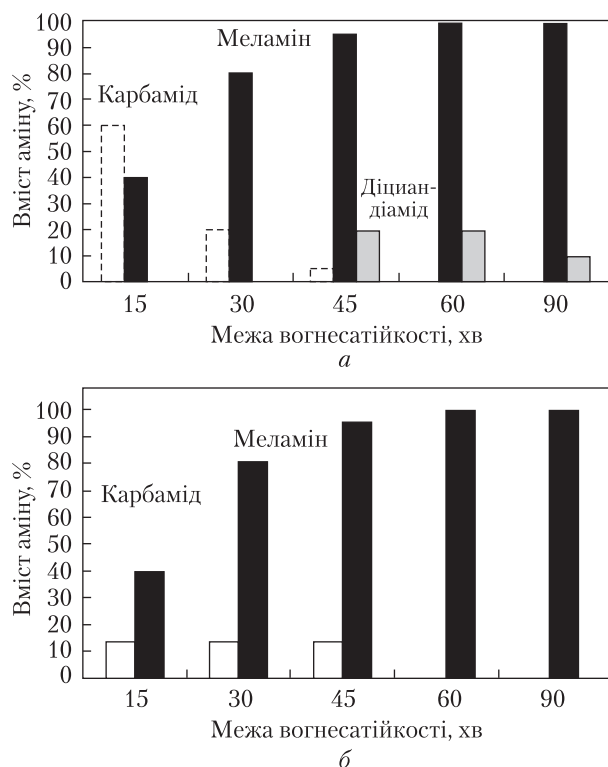 100
90
80
70
60
50
40
30
20
10
0
Вміст аміну, %
Карбамід
Меламін
Діциан-
діамід
15 30 45 60 90
Межа вогнесатійкості, хв
а
100
90
80
70
60
50
40
30
20
10
0
Вміст аміну, %
Карбамід
Меламін
15 30 45 60 90
Межа вогнесатійкості, хв
б